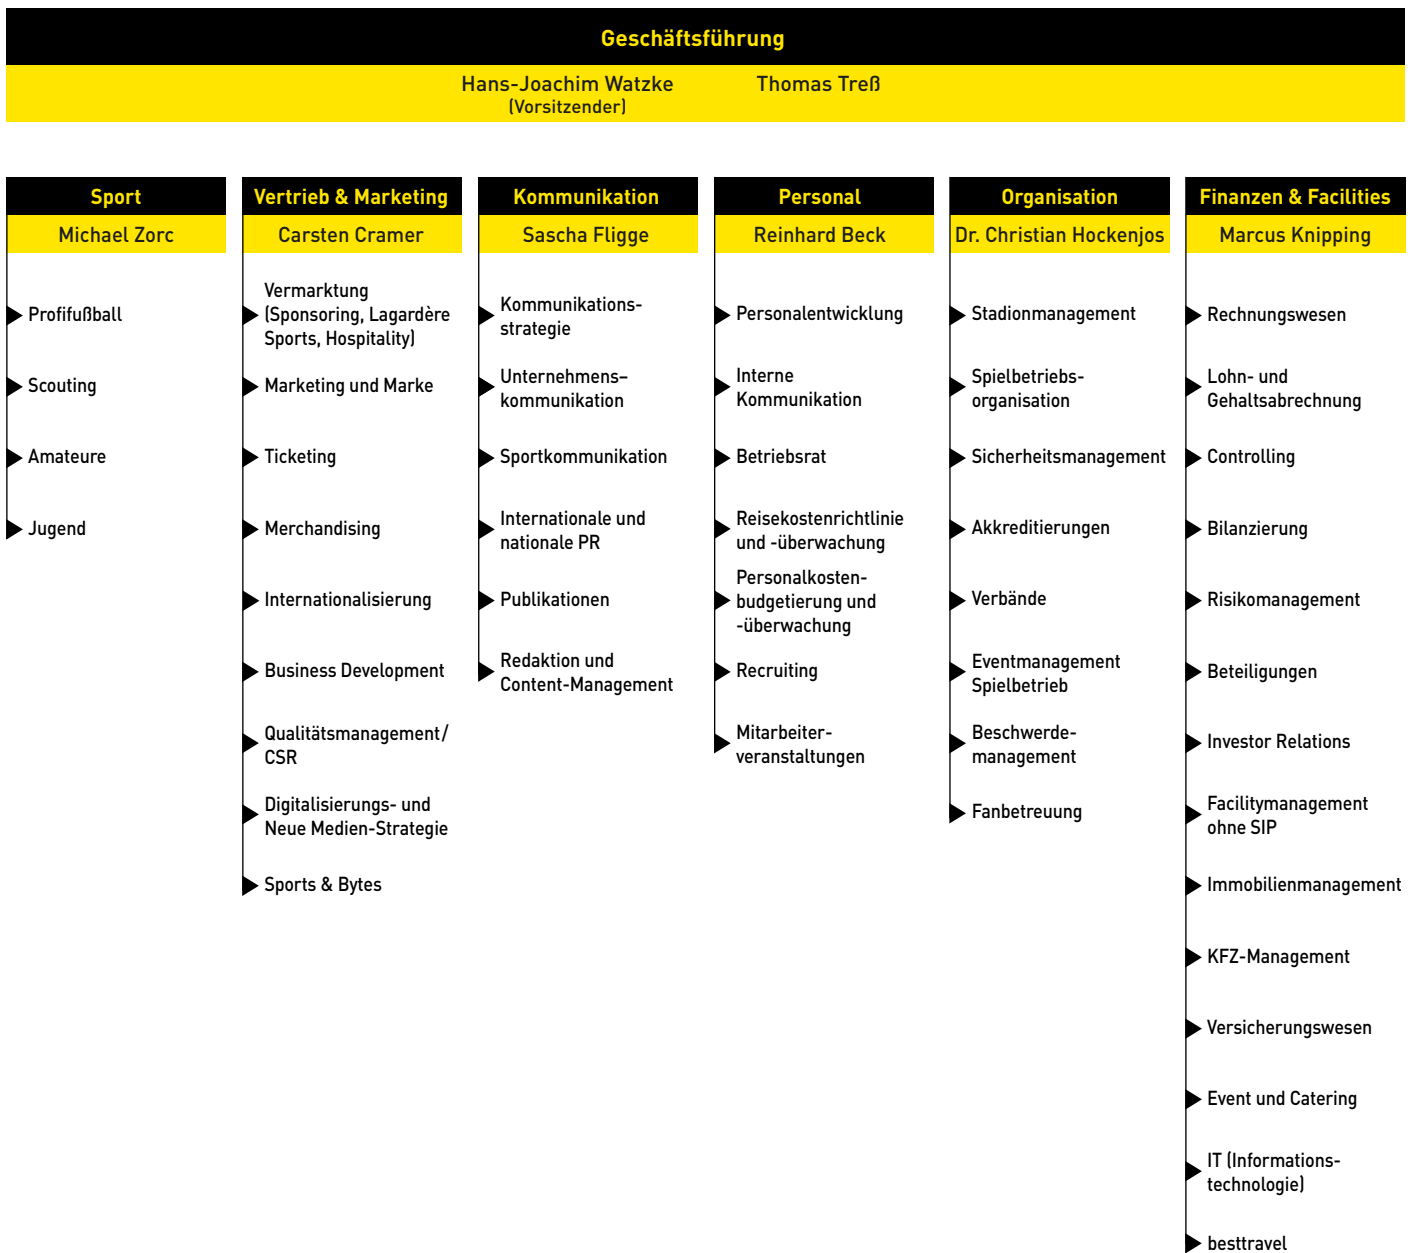 Geschäftsführung
Hans-Joachim Watzke
(Vorsitzender)
Thomas Treß
Sport
Michael Zorc
Profifußball
Scouting
Amateure
Jugend
Vertrieb & Marketing
Carsten Cramer
Vermarktung
(Sponsoring, Lagardère
Sports, Hospitality)
Marketing und Marke
Ticketing
Merchandising
Internationalisierung
Business Development
Qualitätsmanagement/
CSR
Digitalisierungs- und
Neue Medien-Strategie
Sports & Bytes
Kommunikation
Sascha Fligge
Kommunikations-
strategie
Unternehmens–
kommunikation
Sportkommunikation
Internationale und
nationale PR
Publikationen
Redaktion und
Content-Management
Personal
Reinhard Beck
Personalentwicklung
Interne
Kommunikation
Betriebsrat
Reisekostenrichtlinie
und -überwachung
Personalkosten-
budgetierung und
-überwachung
Recruiting
Mitarbeiter-
veranstaltungen
Organisation
Dr. Christian Hockenjos
Stadionmanagement
Spielbetriebs-
organisation
Sicherheitsmanagement
Akkreditierungen
Verbände
Eventmanagement
Spielbetrieb
Beschwerde-
management
Fanbetreuung
Finanzen & Facilities
Marcus Knipping
Rechnungswesen
Lohn- und
Gehaltsabrechnung
Controlling
Bilanzierung
Risikomanagement
Beteiligungen
Investor Relations
Facilitymanagement
ohne SIP
Immobilienmanagement
KFZ-Management
Versicherungswesen
Event und Catering
IT (Informations-
technologie)
besttravel